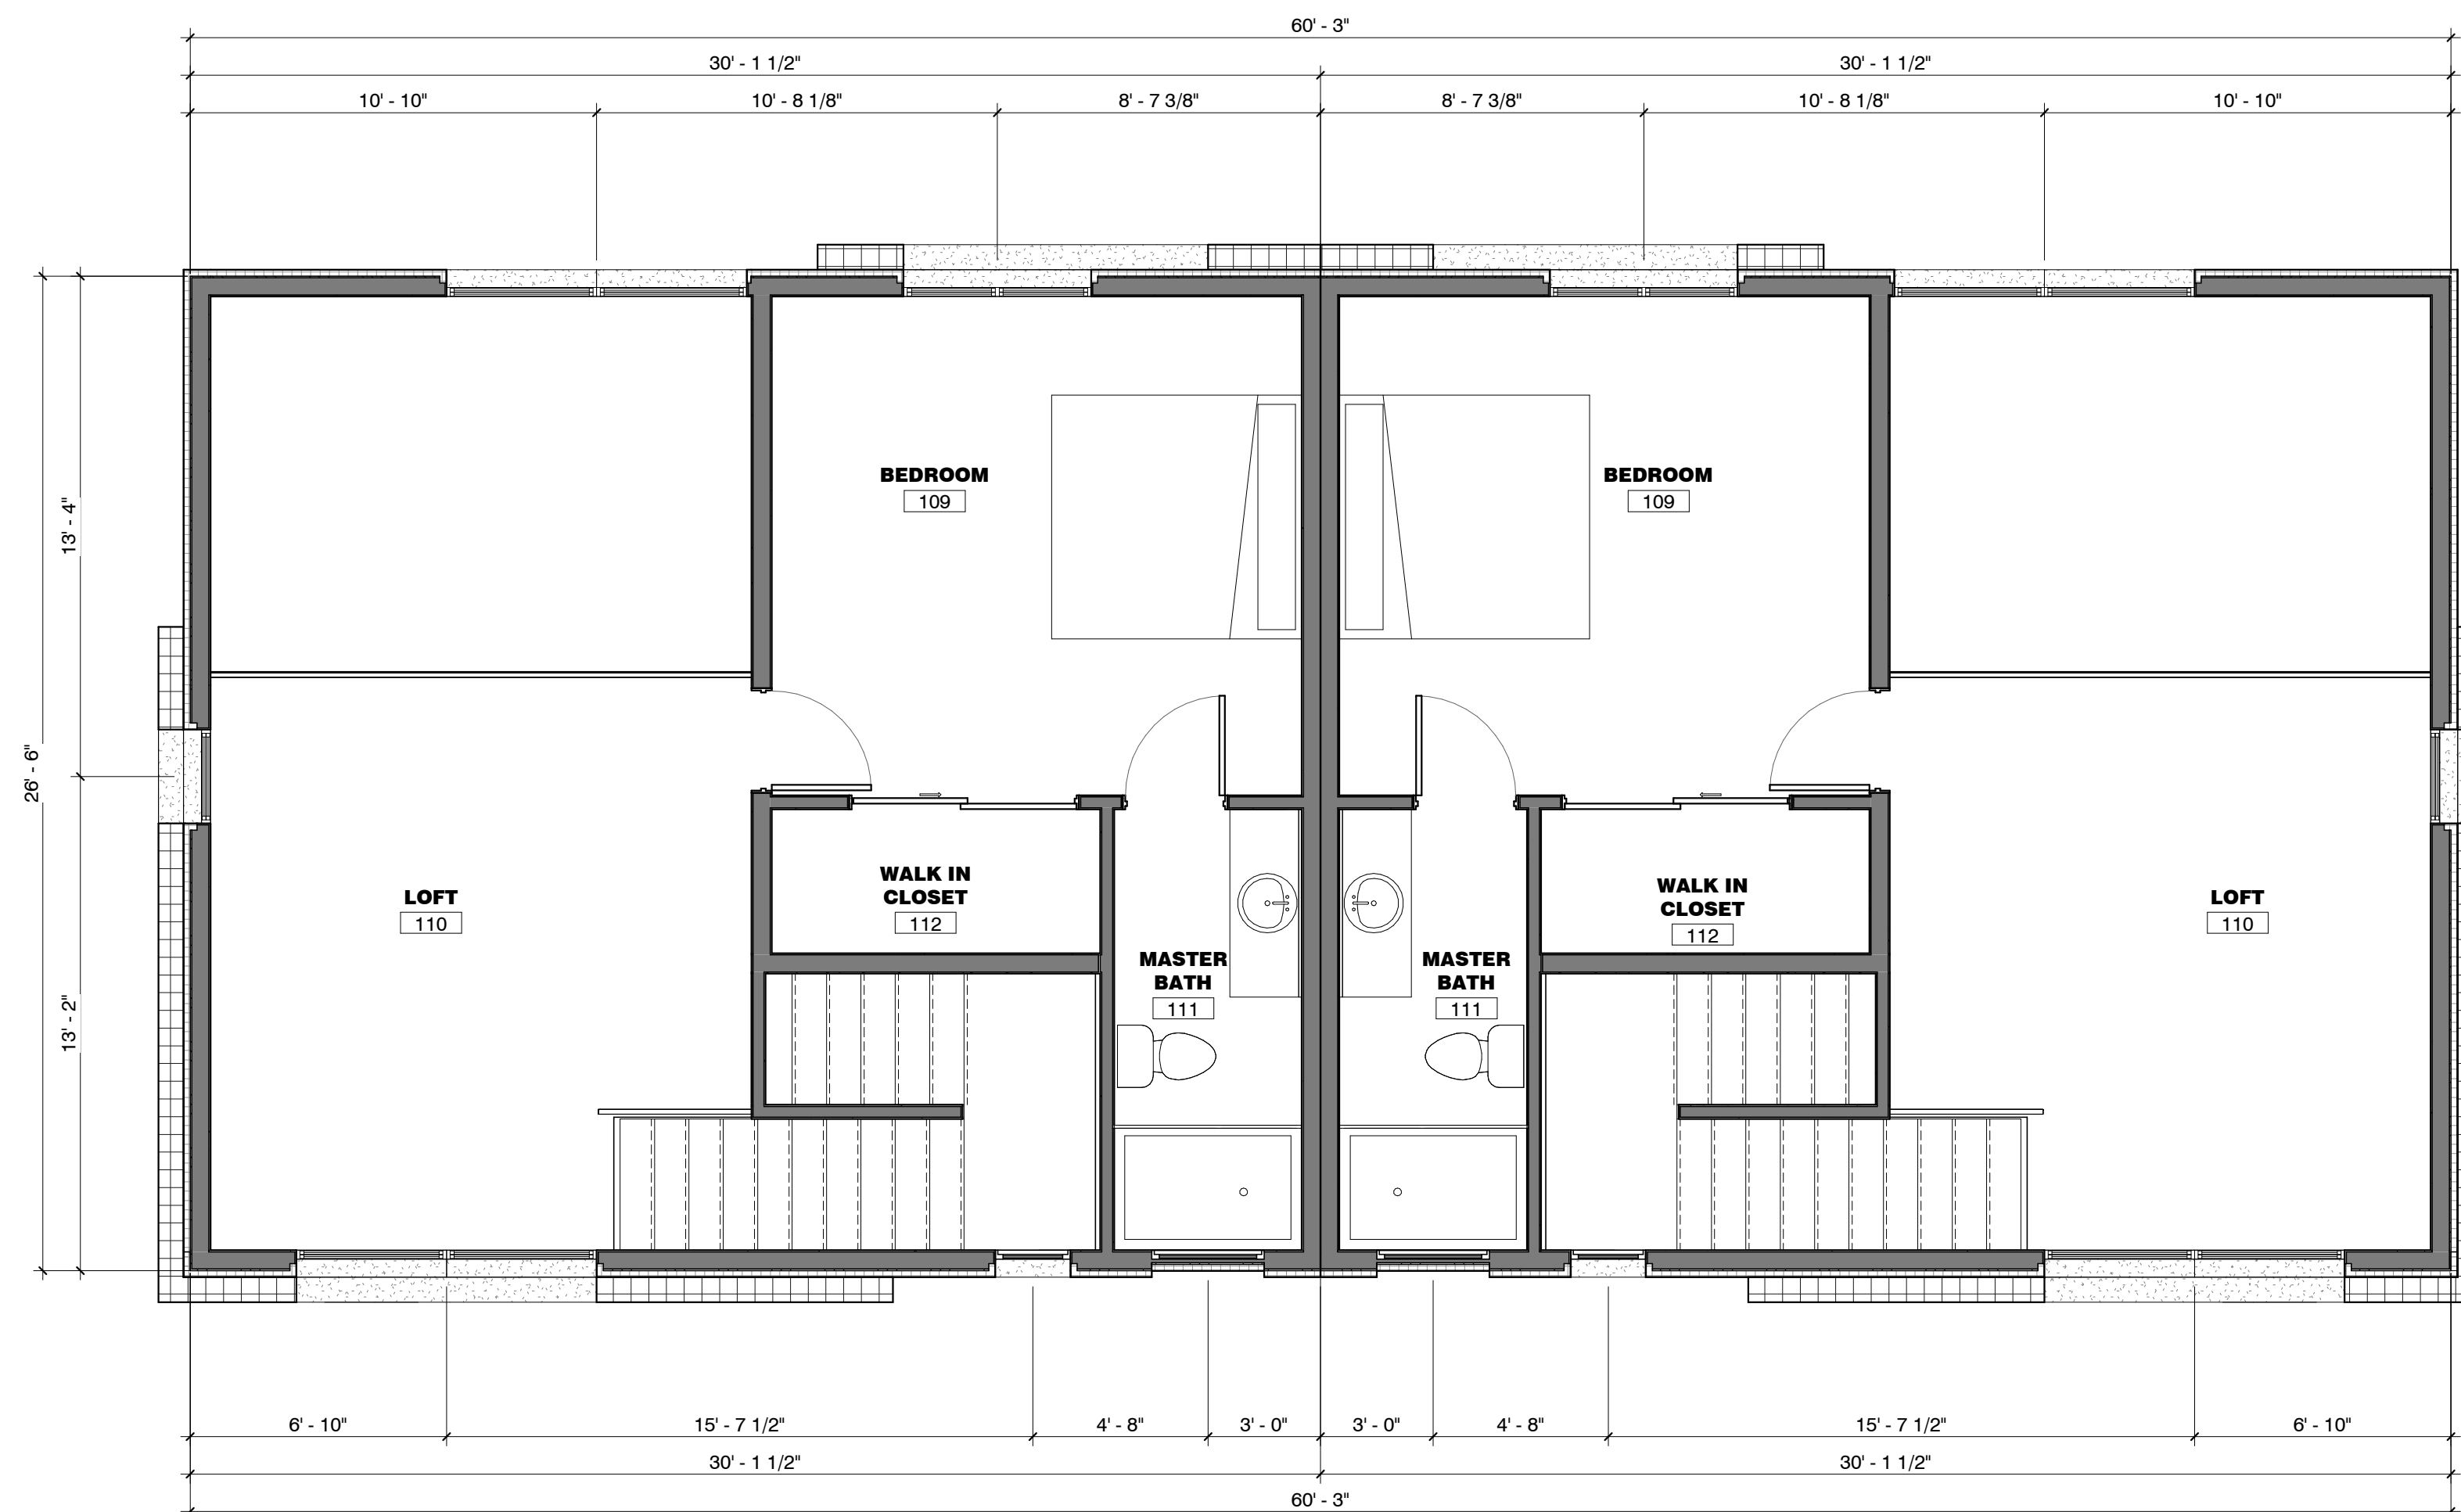 60' - 3"
30' - 1 1/2"
30' - 1 1/2"
10' - 10"
10' - 8 1/8"
8' - 7 3/8"
8' - 7 3/8"
10' - 8 1/8"
10' - 10"
26' - 6"
13' - 4"
13' - 2"
BEDROOM
109
BEDROOM
109
LOFT
110
WALK IN
CLOSET
112
MASTER
BATH
111
MASTER
BATH
111
WALK IN
CLOSET
112
LOFT
110
6' - 10"
15' - 7 1/2"
4' - 8"
3' - 0"
3' - 0"
4' - 8"
15' - 7 1/2"
6' - 10"
30' - 1 1/2"
30' - 1 1/2"
60' - 3"